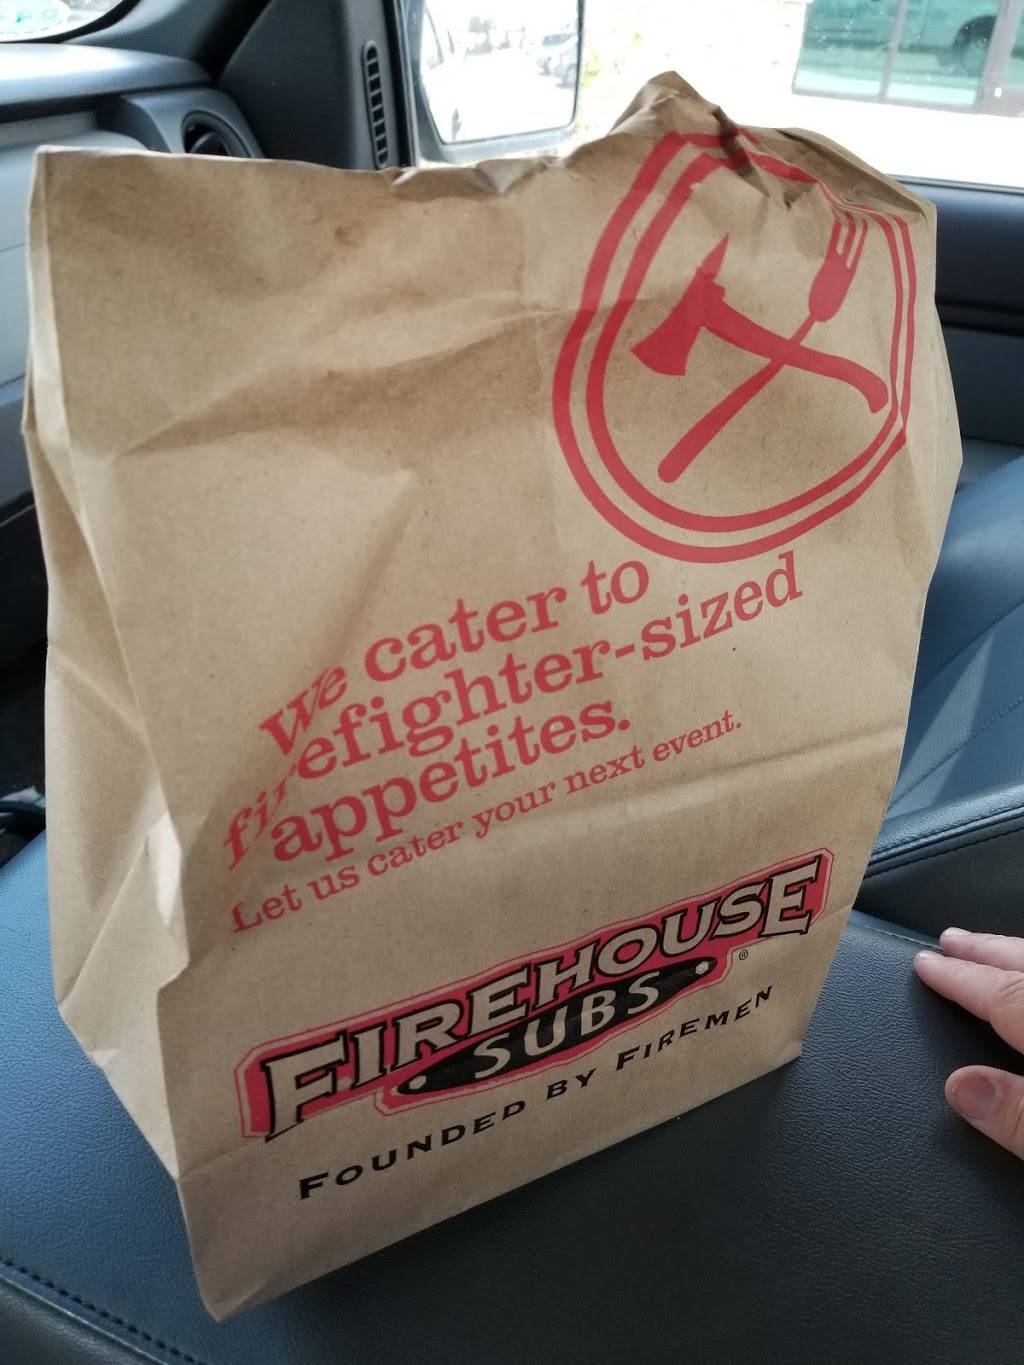 We cater to
firefighter-sized
appetites.
Let us cater your next event.
FIREHOUSE
SUBS ®
FOUNDED BY FIREMEN